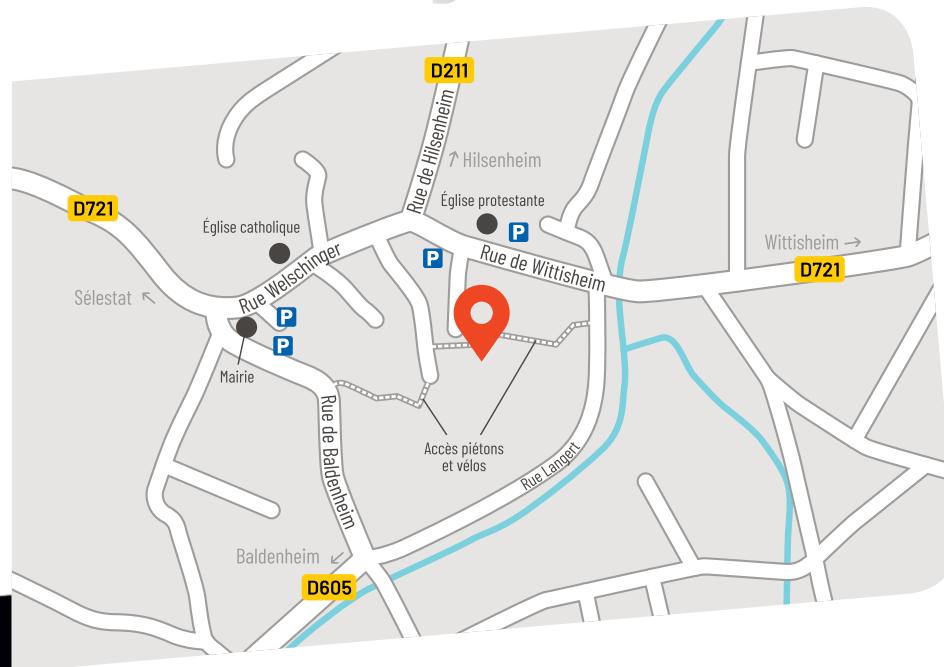 D211
Rue de Hilsenheim
Hilsenheim
D721
Église protestante
P
Église catholique
P
Rue de Wittisheim
Wittisheim
D721
Rue Welschinger
Sélestat
P
P
Mairie
Rue de Baldenheim
Accès piétons
et vélos
Rue Langert
Baldenheim
D605